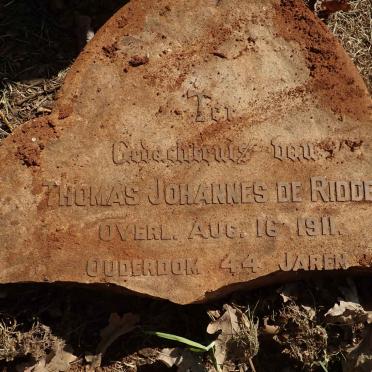 Ter
Gedachtenis van
THOMAS JOHANNES DE RIDDE
OVERL. AUG. 16 1911.
OUDERDOM 44 JAREN